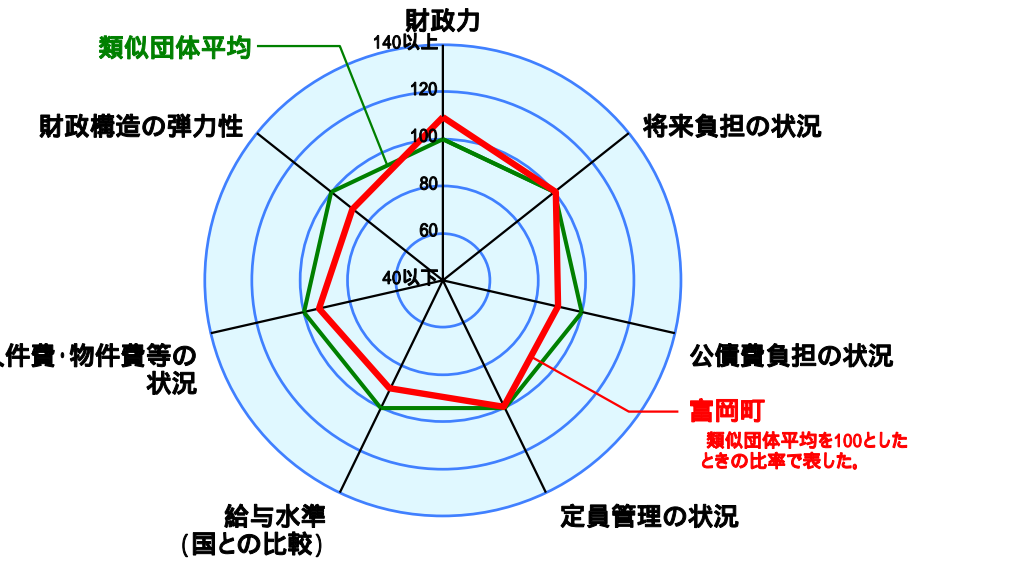 財政力
類似団体平均
140以上
120
100
80
60
40以下
財政構造の弾力性
将来負担の状況
件費・物件費等の
状況
公債費負担の状況
富岡町
類似団体平均を100とした
ときの比率で表した。
給与水準
(国との比較)
定員管理の状況